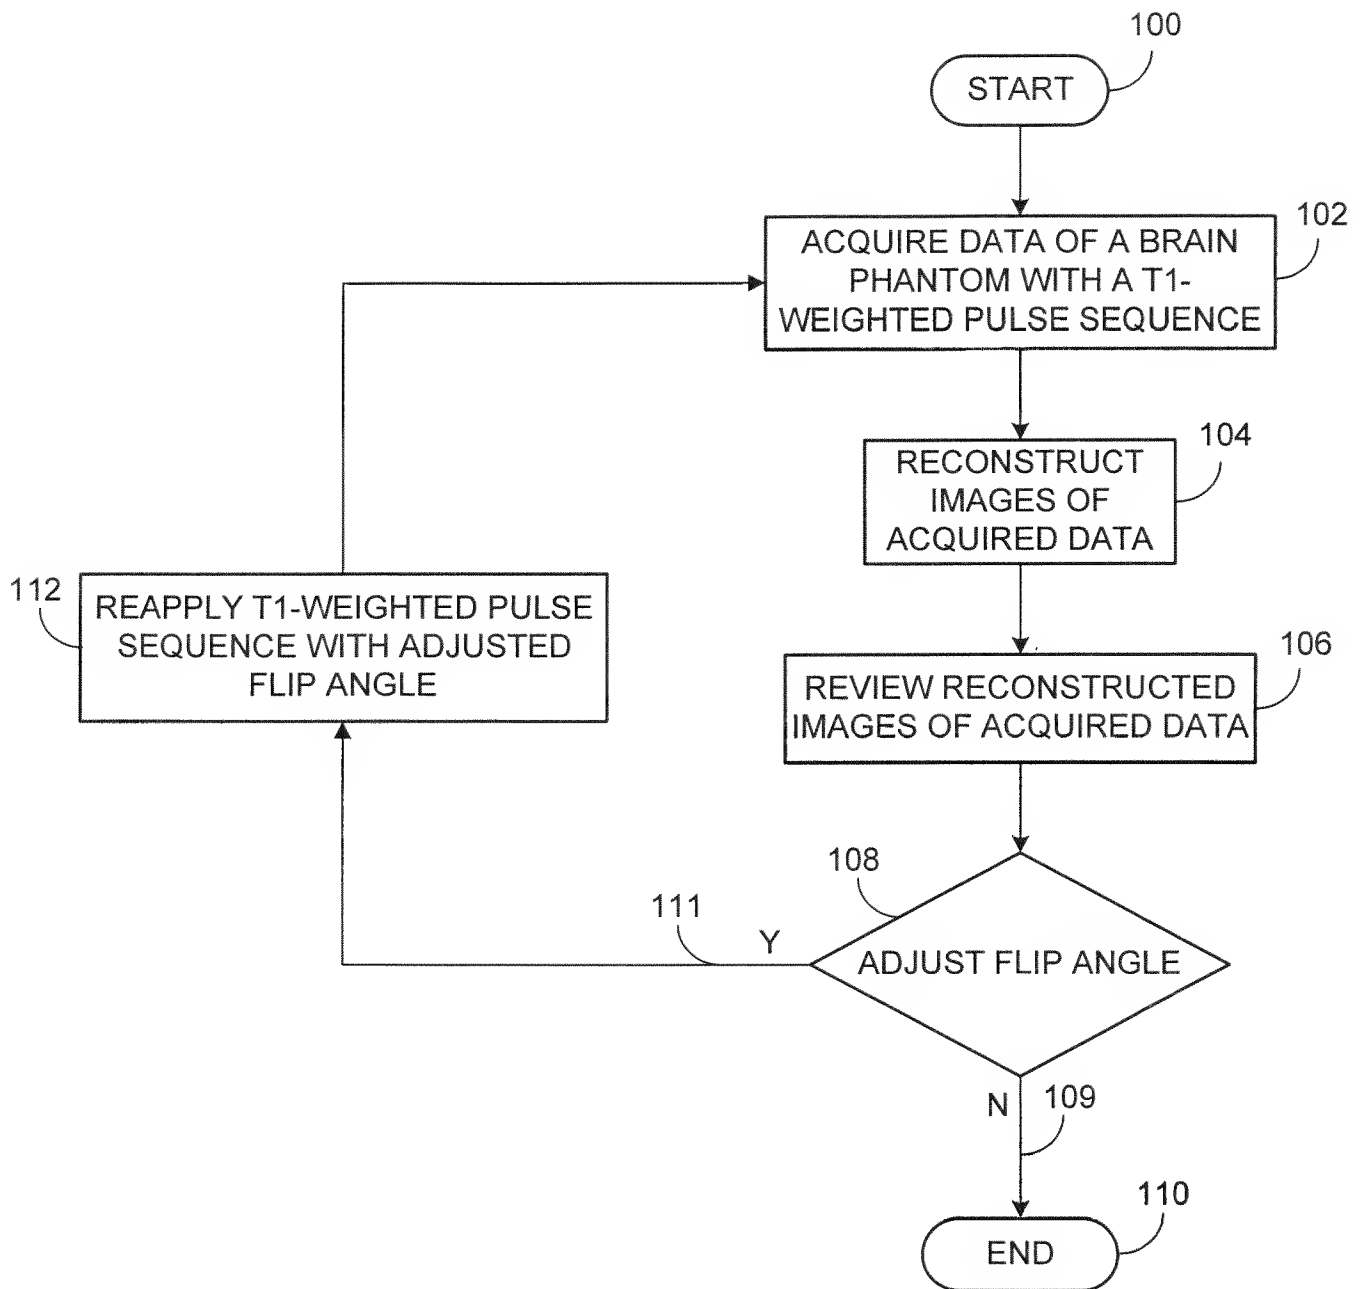 100
START
102
ACQUIRE DATA OF A BRAIN
PHANTOM WITH A T1-
WEIGHTED PULSE SEQUENCE
104
RECONSTRUCT
IMAGES OF
ACQUIRED DATA
112
REAPPLY T1-WEIGHTED PULSE
SEQUENCE WITH ADJUSTED
FLIP ANGLE
106
REVIEW RECONSTRUCTED
IMAGES OF ACQUIRED DATA
108
111
Y
ADJUST FLIP ANGLE
N
109
110
END